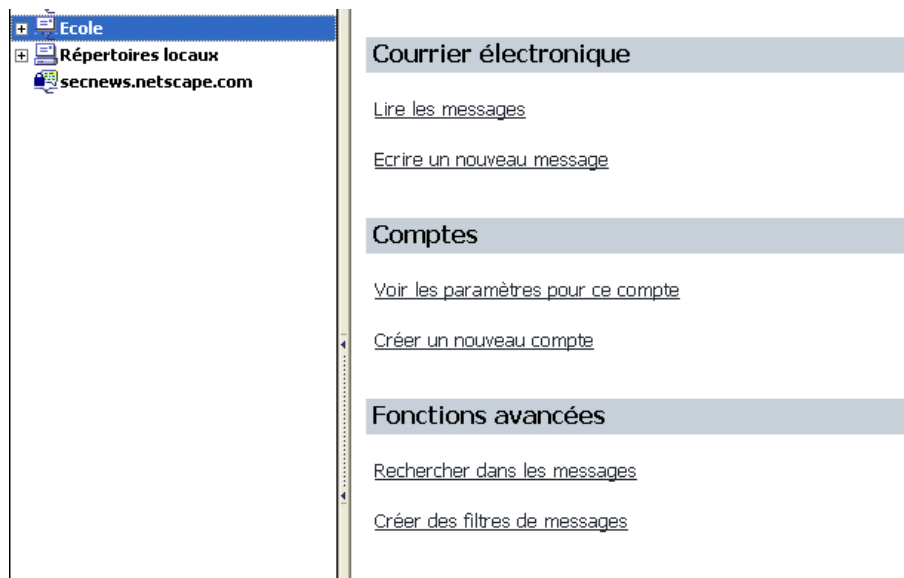 Ecole
Répertoires locaux
secnews.netscape.com
Courrier électronique
Lire les messages
Ecrire un nouveau message
Comptes
Voir les paramètres pour ce compte
Créer un nouveau compte
Fonctions avancées
Rechercher dans les messages
Créer des filtres de messages